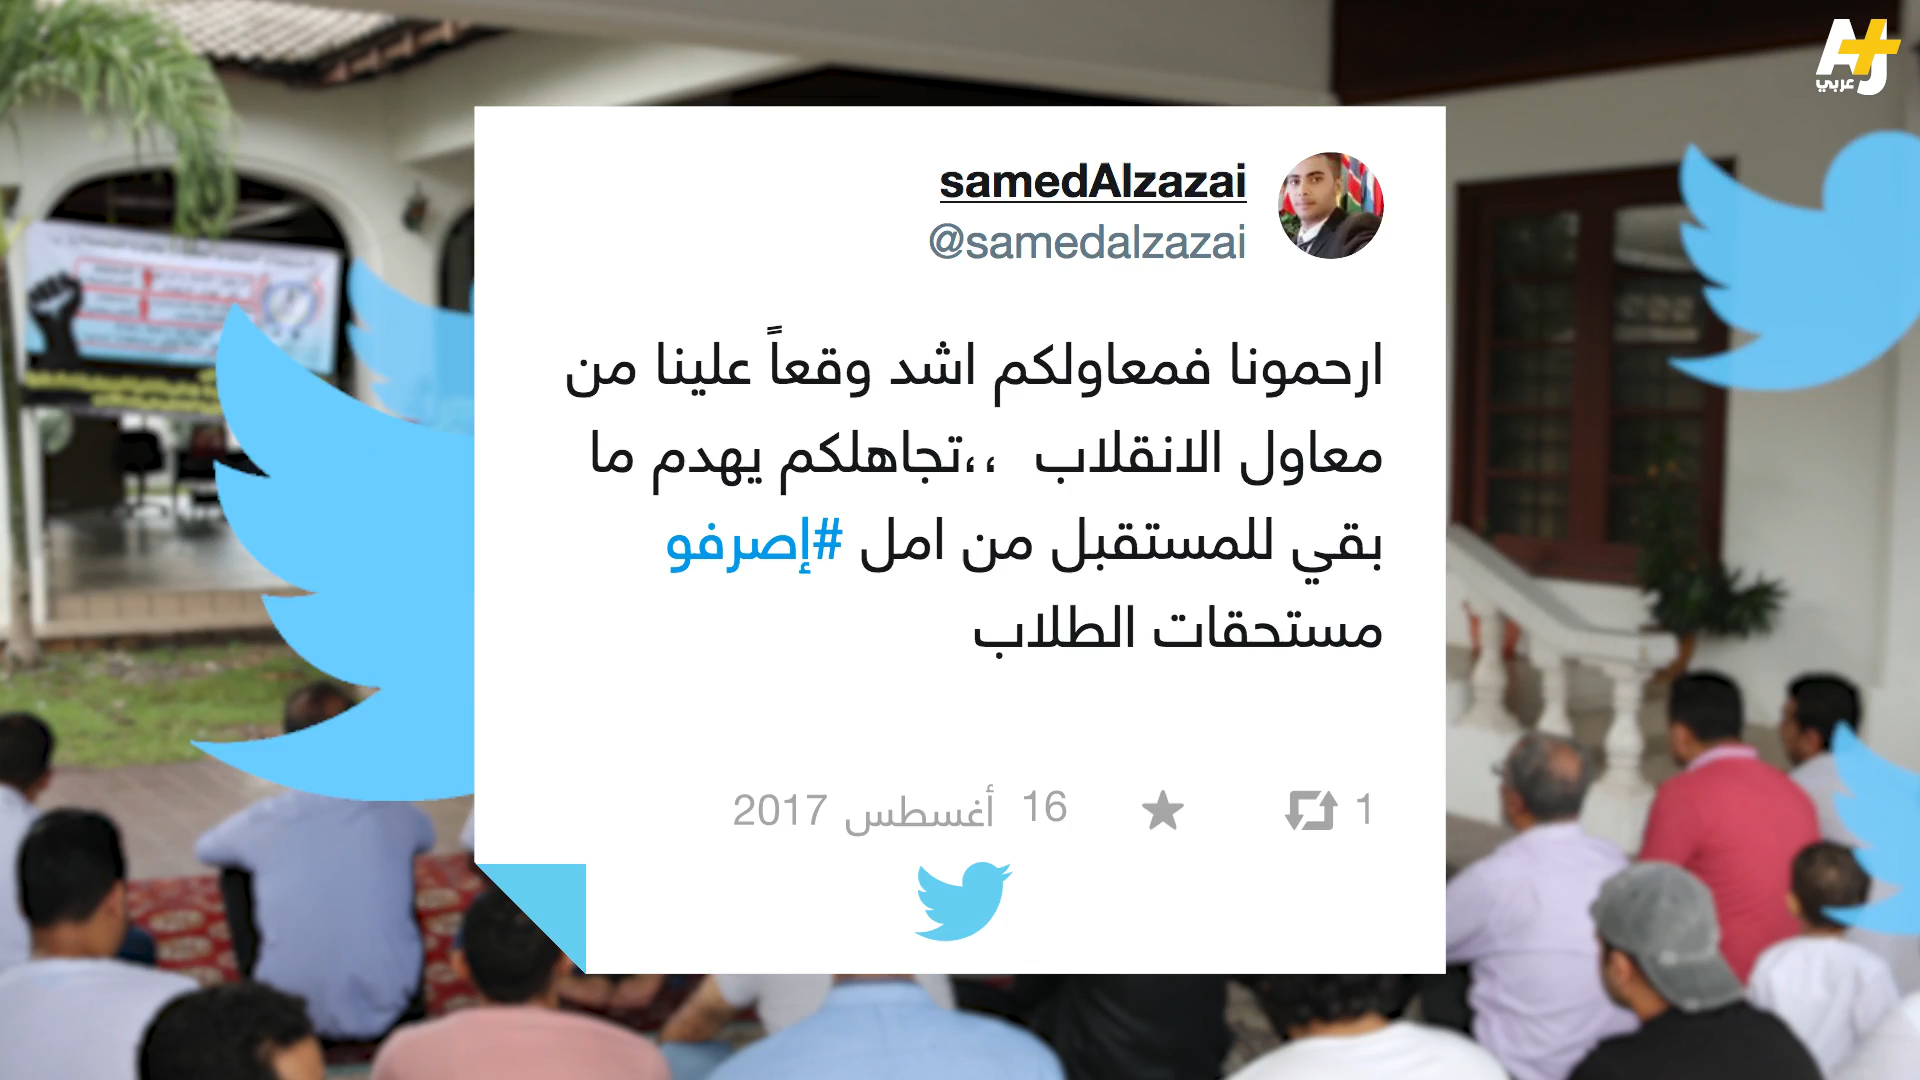 عربي
samedAlzazai
@samedalzazai
ارحمونا فمعاولكم اشد وقعاً علينا من
معاول الانقلاب ،،تجاهلكم يهدم ما
بقي للمستقبل من امل #إصرفو
مستحقات الطلاب
1 16 أغسطس 2017